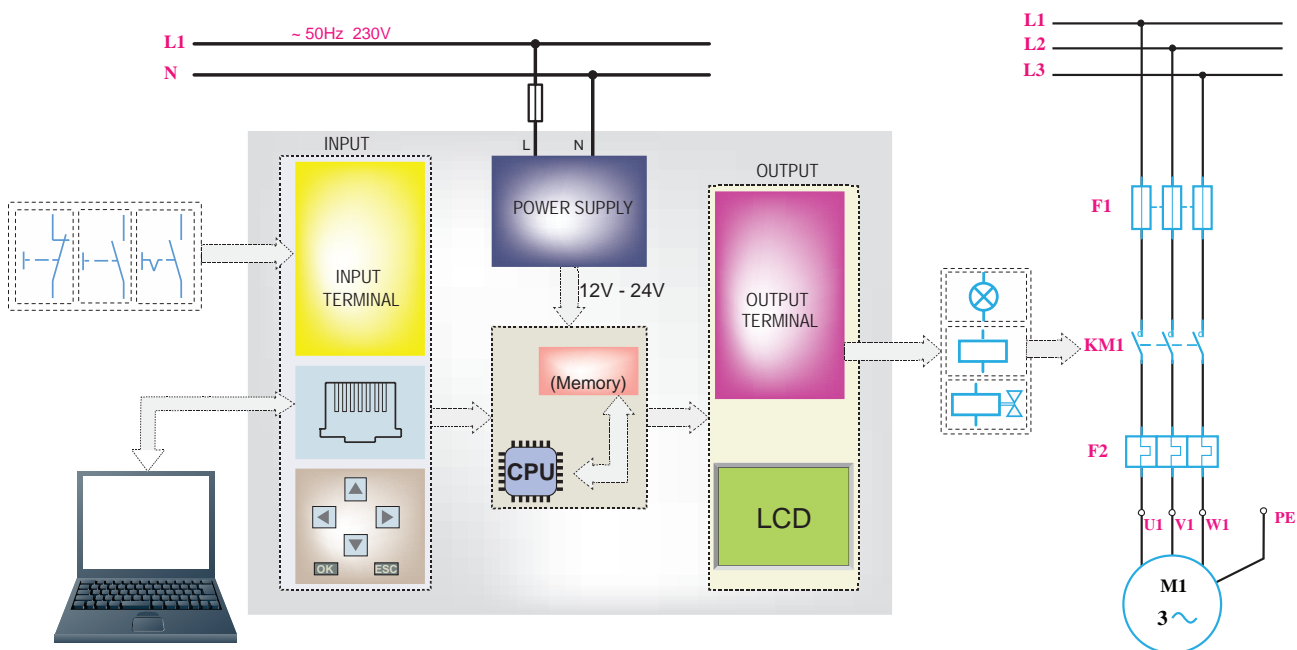 L1
~ 50Hz 230V
N
L N
INPUT
INPUT
TERMINAL
OK ESC
POWER SUPPLY
12V - 24V
(Memory)
CPU
OUTPUT
OUTPUT
TERMINAL
LCD
L1
L2
L3
F1
KM1
F2
U1 V1 W1
PE
M1
3